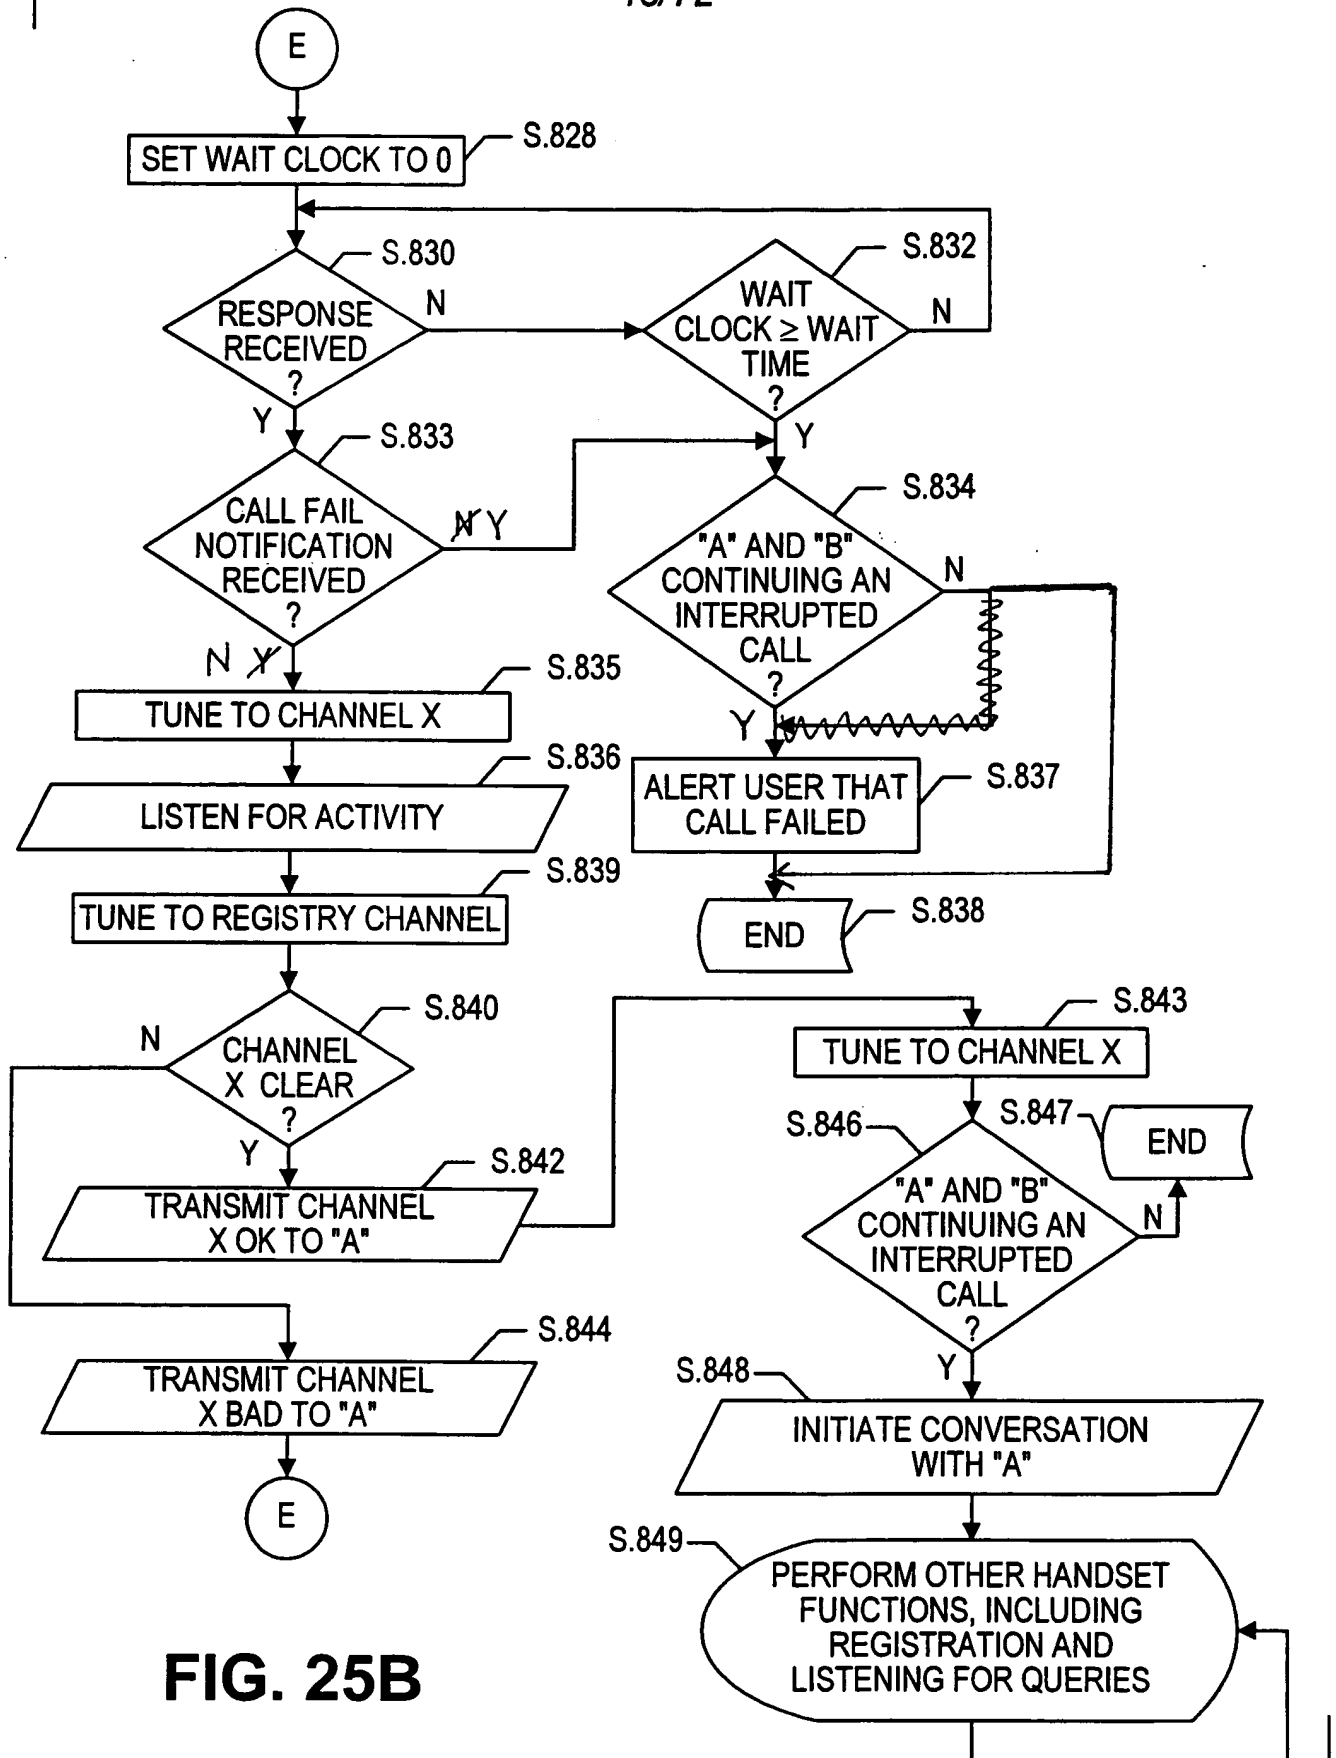 E
S.828
SET WAIT CLOCK TO 0
S.830
RESPONSE
RECEIVED
?
N
Y
S.832
WAIT
CLOCK ≥ WAIT
TIME
?
N
Y
S.833
CALL FAIL
NOTIFICATION
RECEIVED
?
N Y
N Y
S.834
"A" AND "B"
CONTINUING AN
INTERRUPTED
CALL
?
N
Y
S.835
TUNE TO CHANNEL X
S.836
LISTEN FOR ACTIVITY
S.837
ALERT USER THAT
CALL FAILED
S.838
END
S.839
TUNE TO REGISTRY CHANNEL
S.840
CHANNEL
X CLEAR
?
N
Y
S.842
TRANSMIT CHANNEL
X OK TO "A"
S.843
TUNE TO CHANNEL X
S.844
TRANSMIT CHANNEL
X BAD TO "A"
E
S.846
"A" AND "B"
CONTINUING AN
INTERRUPTED
CALL
?
N
Y
S.847
END
S.848
INITIATE CONVERSATION
WITH "A"
S.849
PERFORM OTHER HANDSET
FUNCTIONS, INCLUDING
REGISTRATION AND
LISTENING FOR QUERIES
FIG. 25B